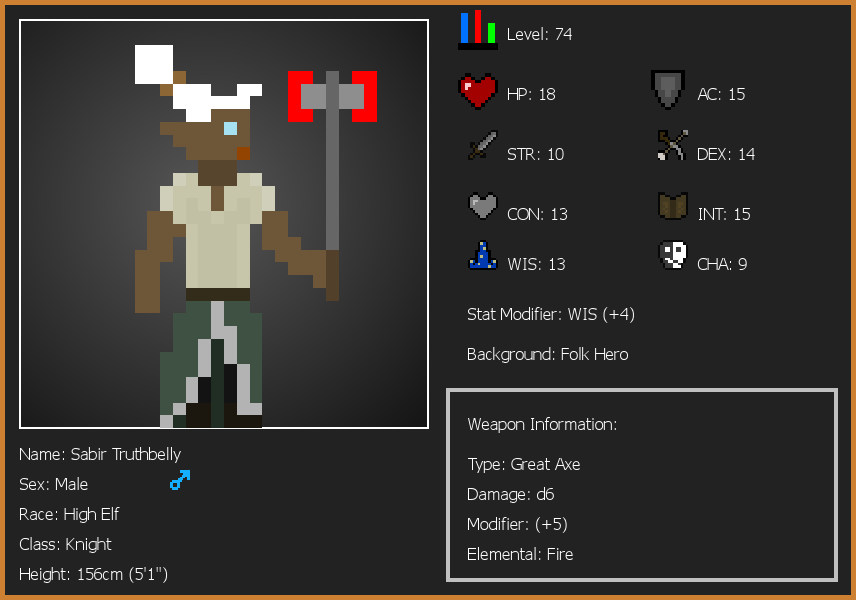 Level: 74
HP: 18
AC: 15
STR: 10
DEX: 14
CON: 13
INT: 15
WIS: 13
CHA: 9
Stat Modifier: WIS (+4)
Background: Folk Hero
Weapon Information:
Type: Great Axe
Damage: d6
Modifier: (+5)
Elemental: Fire
Name: Sabir Truthbelly
Sex: Male
Race: High Elf
Class: Knight
Height: 156cm (5'1")